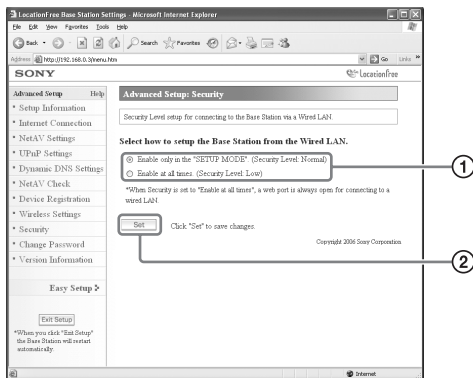 LocationFree Base Station Settings - Microsoft Internet Explorer
File Edit View Favorites Tools Help
Back Search Favorites
Address http://192.168.0.3/menu.htm Go Links
SONY LocationFree
Advanced Setup Help
• Setup Information
• Internet Connection
• NetAV Settings
• UPnP Settings
• Dynamic DNS Settings
• NetAV Check
• Device Registration
• Wireless Settings
• Security
• Change Password
• Version Information
Easy Setup
Exit Setup
*When you click "Exit Setup"
the Base Station will restart
automatically.
Advanced Setup: Security
Security Level setup for connecting to the Base Station via a Wired LAN.
Select how to setup the Base Station from the Wired LAN.
Enable only in the "SETUP MODE". (Security Level: Normal)
Enable at all times. (Security Level: Low)
*When Security is set to "Enable at all times", a web port is always open for connecting to a
wired LAN.
Set Click "Set" to save changes.
Copyright 2006 Sony Corporation
1
2
Internet